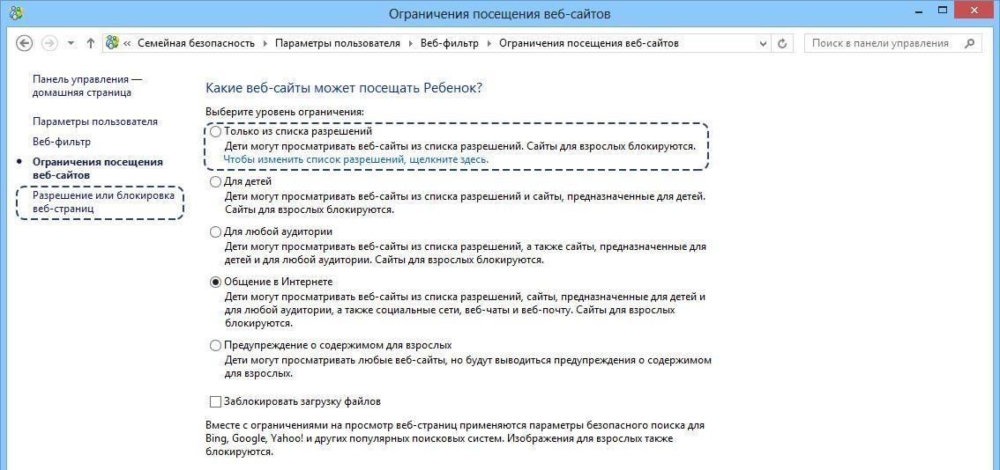 Ограничения посещения веб-сайтов
« Семейная безопасность Параметры пользователя Веб-фильтр Ограничения посещения веб-сайтов
Поиск в панели управления
Панель управления —
домашняя страница
Параметры пользователя
Веб-фильтр
Ограничения посещения
веб-сайтов
Разрешение или блокировка
веб-страниц
Какие веб-сайты может посещать Ребенок?
Выберите уровень ограничения:
Только из списка разрешений
Дети могут просматривать веб-сайты из списка разрешений. Сайты для взрослых блокируются.
Чтобы изменить список разрешений, щелкните здесь.
Для детей
Дети могут просматривать веб-сайты из списка разрешений и сайты, предназначенные для детей.
Сайты для взрослых блокируются.
Для любой аудитории
Дети могут просматривать веб-сайты из списка разрешений, а также сайты, предназначенные для
детей и для любой аудитории. Сайты для взрослых блокируются.
Общение в Интернете
Дети могут просматривать веб-сайты из списка разрешений, сайты, предназначенные для детей и
для любой аудитории, а также социальные сети, веб-чаты и веб-почту. Сайты для взрослых
блокируются.
Предупреждение о содержимом для взрослых
Дети могут просматривать любые веб-сайты, но будут выводиться предупреждения о содержимом
для взрослых.
Заблокировать загрузку файлов
Вместе с ограничениями на просмотр веб-страниц применяются параметры безопасного поиска для
Bing, Google, Yahoo! и других популярных поисковых систем. Изображения для взрослых также
блокируются.